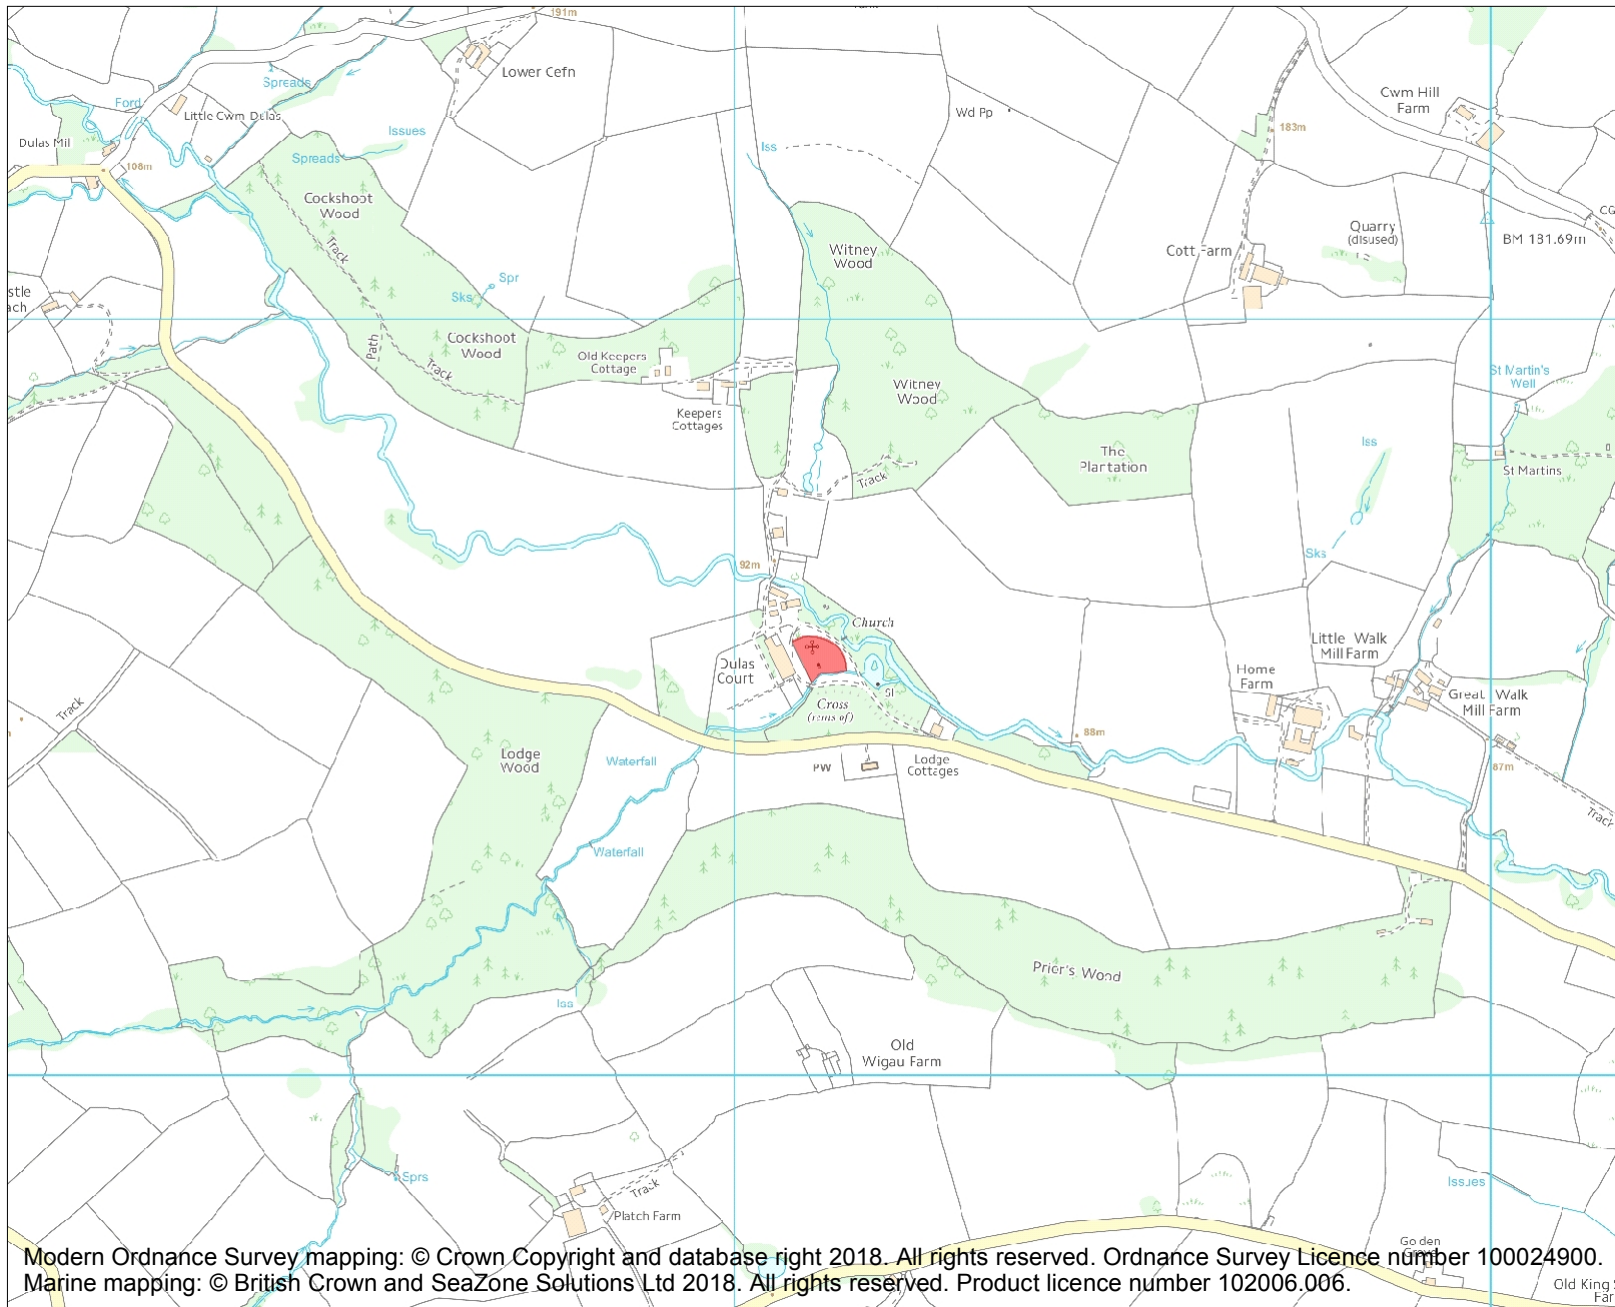 191m
Lower Cefn
Spreads
Ford
Little Cwm Dulas
Issues
Spreads
108m
Cockshoot
Wood
Track
Wd Pp
Iss
Cwm Hill
Farm
183m
Quarry
(disused)
Cott Farm
BM 181.69m
Witney
Wood
Spr
Sks
Cockshoot
Wood
Path
Track
Old Keepers
Cottage
Keepers
Cottages
Witney
Wood
The
Plantation
Track
St Martin's
Well
St Martins
Iss
Sks
92m
Church
Dulas
Court
Cross
(rems of)
Sl
Little Walk
Mill Farm
Home
Farm
Great Walk
Mill Farm
88m
87m
Track
Track
Lodge
Wood
Waterfall
Waterfall
PW
Lodge
Cottages
Prior's Wood
Iss
Old
Wigau Farm
Sprs
Track
Platch Farm
Issues
Modern Ordnance Survey mapping: © Crown Copyright and database right 2018. All rights reserved. Ordnance Survey Licence number 100024900.
Marine mapping: © British Crown and SeaZone Solutions Ltd 2018. All rights reserved. Product licence number 102006.006.